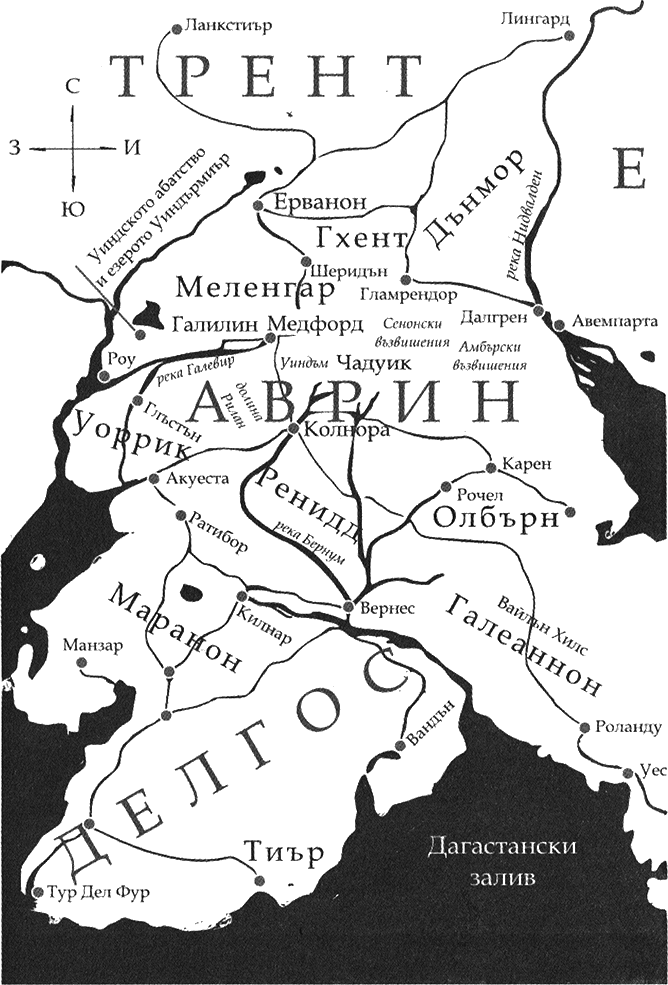 Ланкстиър
Лингард
ТРЕНТ
С
З
И
Ю
Е
Уиндското абатство
и езерото Уиндърмиър
Ерванон
Гхент
Дънмор
река Нидвалден
Шеридън
Меленгар
Гламрендор
Галилин
Медфорд
Сенонски
възвишения
Далгрен
Авемпарта
Роу
река Галевир
Уиндъм
Чадуик
Амбърски
възвишения
АВРИН
долина
Рилан
Глъстън
Уоррик
Колнора
Карен
Акуеста
Ренидд
Рочел
Олбърн
Ратибор
река Бернум
Маранон
Килнар
Вернес
Галеаннон
Вайлън Хилс
Манзар
ДЕЛГОС
Вандън
Роланду
Уес
Тиър
Дагастански
залив
Тур Дел Фур